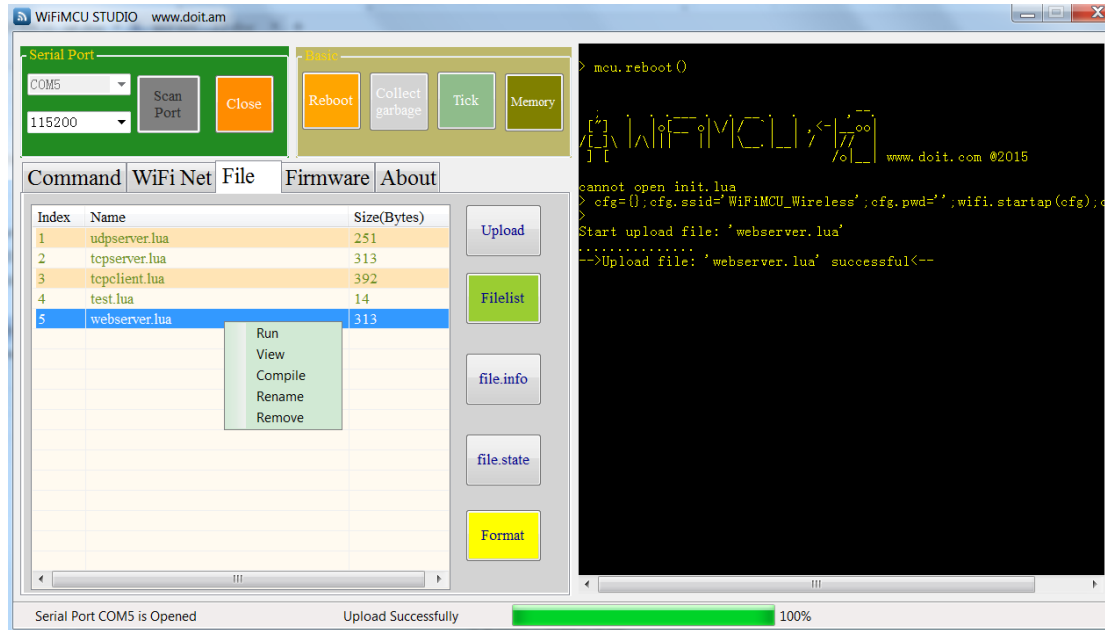 WiFiMCU STUDIO www.doit.am
Serial Port
COM5
115200
Scan Port
Close
Basic
Reboot
Collect garbage
Tick
Memory
Command WiFi Net File Firmware About
Index Name Size(Bytes)
1 udpserver.lua 251
2 tcpserver.lua 313
3 tcpclient.lua 392
4 test.lua 14
5 webserver.lua 313
Run
View
Compile
Rename
Remove
Upload
Filelist
file.info
file.state
Format
> mcu.reboot()
www.doit.com @2015
cannot open init.lua
> cfg={};cfg.ssid='WiFiMCU_Wireless';cfg.pwd='';wifi.startap(cfg);
>
Start upload file: 'webserver.lua'
...............
-->Upload file: 'webserver.lua' successful<--
Serial Port COM5 is Opened Upload Successfully 100%